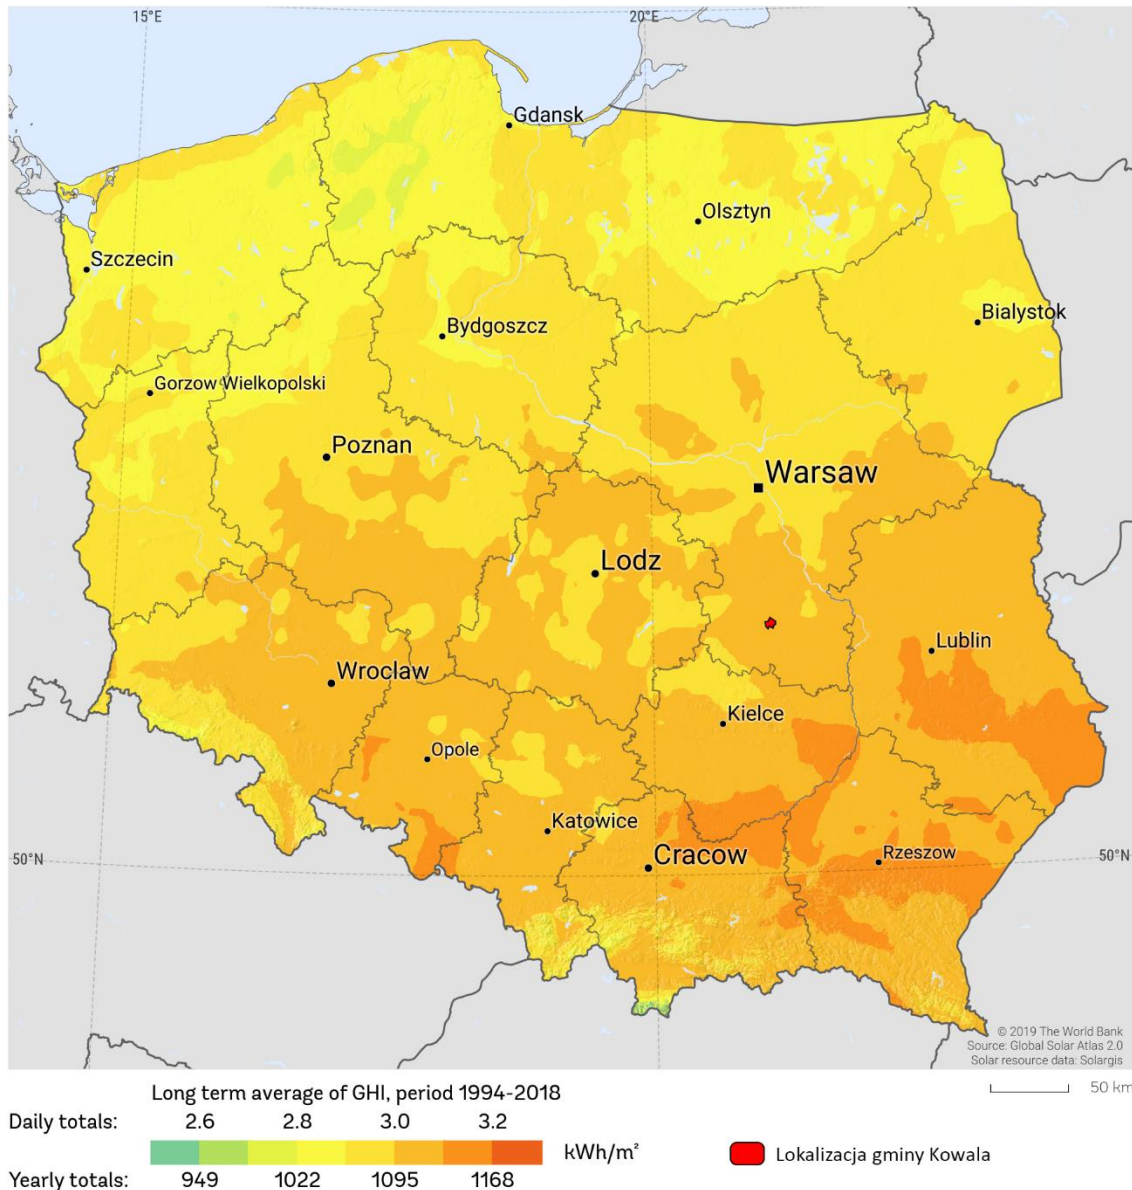 15°E
20°E
Gdansk
Olsztyn
Szczecin
Bialystok
Bydgoszcz
Gorzow Wielkopolski
Poznan
Warsaw
Lodz
Lublin
Wroclaw
Kielce
Opole
Katowice
Cracow
Rzeszow
50°N
50°N
© 2019 The World Bank
Source: Global Solar Atlas 2.0
Solar resource data: Solargis
50 km
Long term average of GHI, period 1994-2018
Daily totals: 2.6 2.8 3.0 3.2
kWh/m²
Lokalizacja gminy Kowala
Yearly totals: 949 1022 1095 1168